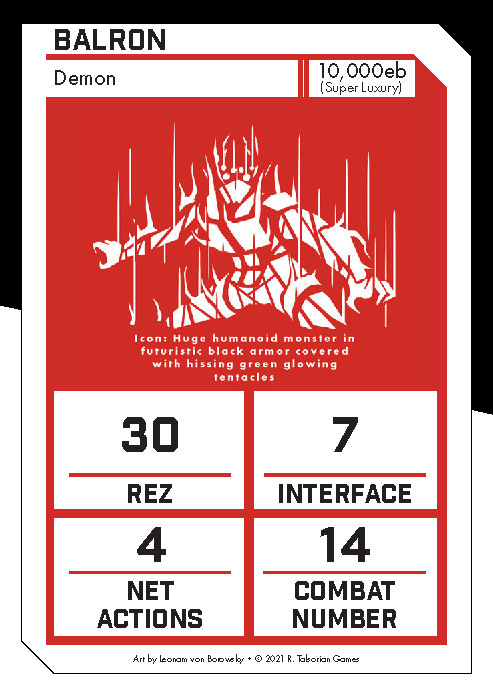 BALRON
Demon
10,000eb
(Super Luxury)
Icon: Huge humanoid monster in
futuristic black armor covered
with hissing green glowing
tentacles
30
REZ
7
INTERFACE
4
NET
ACTIONS
14
COMBAT
NUMBER
Art by Leonam von Borowsky • © 2021 R. Talsorian Games